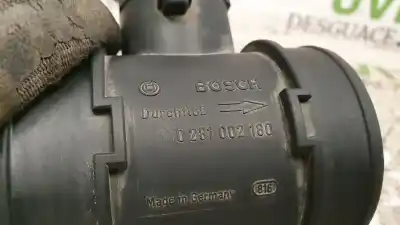 BOSCH
Durchfluß
0 281 002 180
Made in Germany
816
DESGUACE